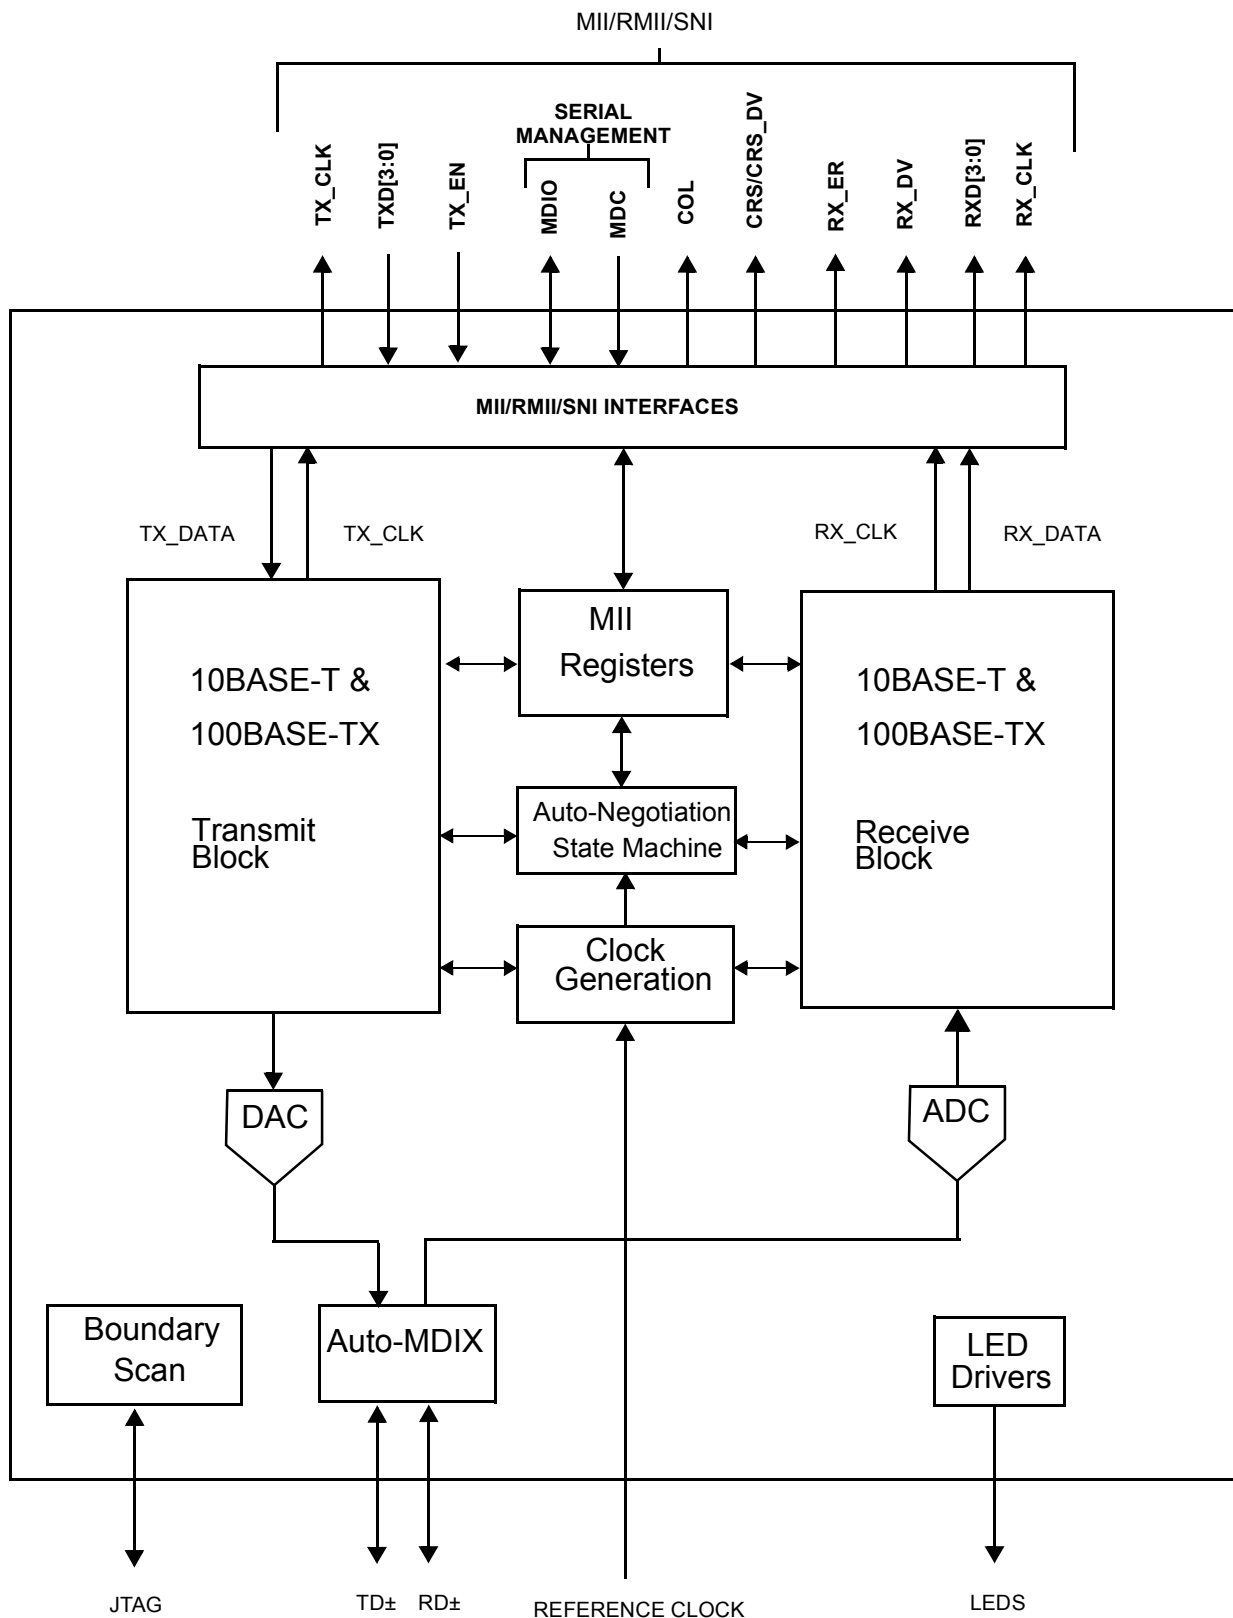 MII/RMII/SNI
SERIAL
MANAGEMENT
TX_CLK
TXD[3:0]
TX_EN
MDIO
MDC
COL
CRS/CRS_DV
RX_ER
RX_DV
RXD[3:0]
RX_CLK
MII/RMII/SNI INTERFACES
TX_DATA
TX_CLK
RX_CLK
RX_DATA
10BASE-T &
100BASE-TX
Transmit
Block
MII
Registers
Auto-Negotiation
State Machine
Clock
Generation
10BASE-T &
100BASE-TX
Receive
Block
DAC
ADC
Boundary
Scan
Auto-MDIX
LED
Drivers
JTAG
TD±
RD±
REFERENCE CLOCK
LEDS